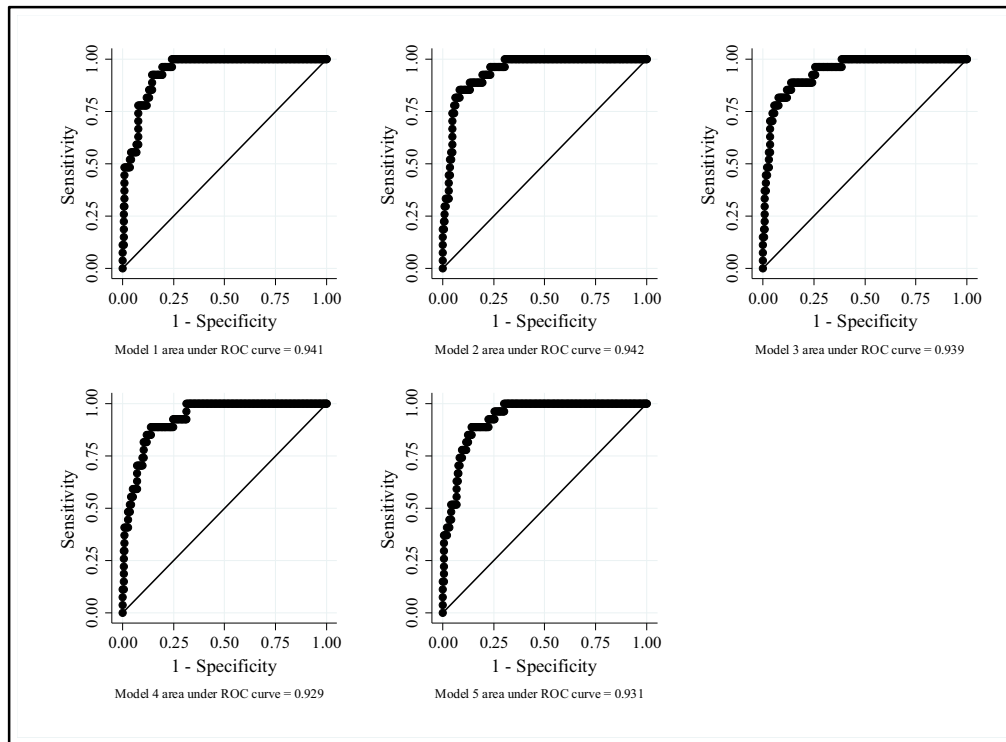 1.00
0.75
0.50
0.25
0.00
Sensitivity
0.00 0.25 0.50 0.75 1.00
1 - Specificity
Model 1 area under ROC curve = 0.941
1.00
0.75
0.50
0.25
0.00
Sensitivity
0.00 0.25 0.50 0.75 1.00
1 - Specificity
Model 2 area under ROC curve = 0.942
1.00
0.75
0.50
0.25
0.00
Sensitivity
0.00 0.25 0.50 0.75 1.00
1 - Specificity
Model 3 area under ROC curve = 0.939
1.00
0.75
0.50
0.25
0.00
Sensitivity
0.00 0.25 0.50 0.75 1.00
1 - Specificity
Model 4 area under ROC curve = 0.929
1.00
0.75
0.50
0.25
0.00
Sensitivity
0.00 0.25 0.50 0.75 1.00
1 - Specificity
Model 5 area under ROC curve = 0.931